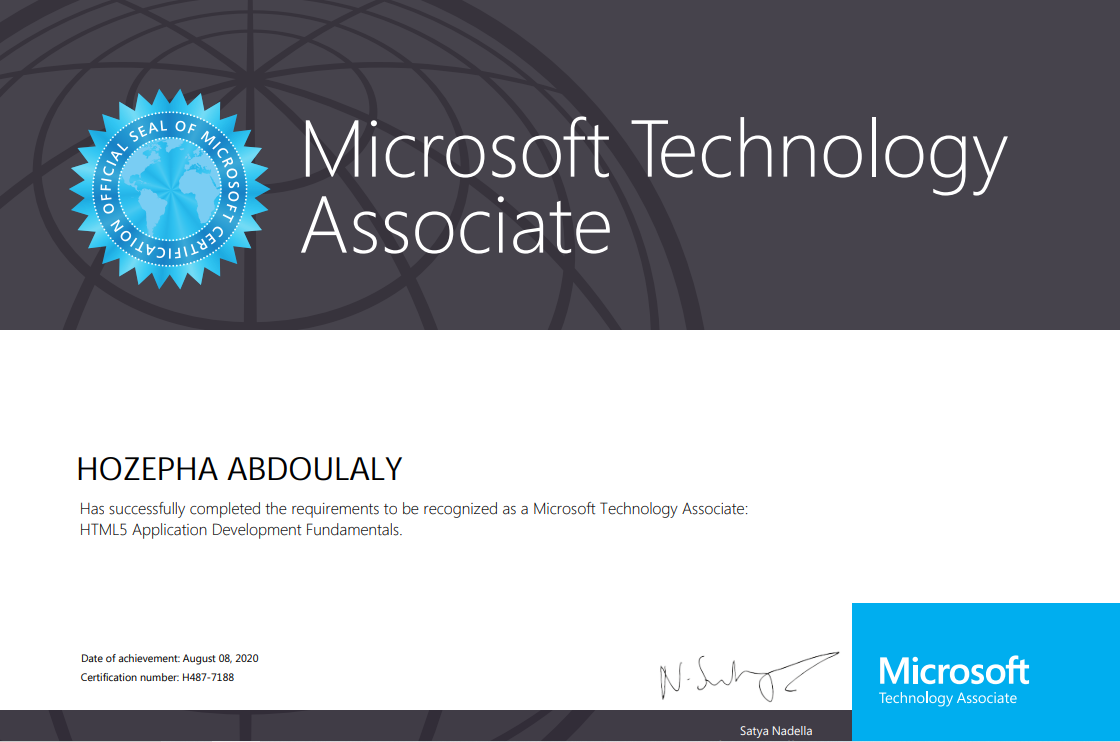 OFFICIAL SEAL OF MICROSOFT CERTIFICATION
Microsoft Technology
Associate
HOZEPHA ABDOULALY
Has successfully completed the requirements to be recognized as a Microsoft Technology Associate:
HTML5 Application Development Fundamentals.
Date of achievement: August 08, 2020
Certification number: H487-7188
Satya Nadella
Microsoft
Technology Associate